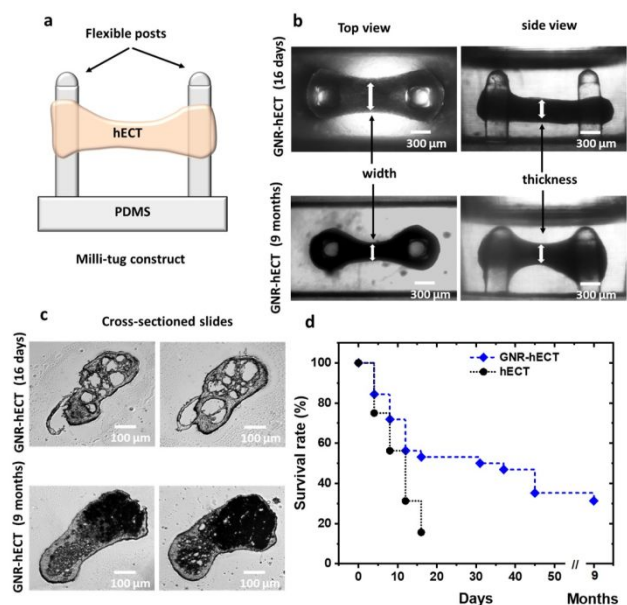 a
Flexible posts
hECT
PDMS
Milli-tug construct
b
Top view
side view
GNR-hECT (16 days)
300 µm
300 µm
width
thickness
GNR-hECT (9 months)
300 µm
300 µm
c
Cross-sectioned slides
GNR-hECT (16 days)
100 µm
100 µm
GNR-hECT (9 months)
100 µm
100 µm
d
GNR-hECT
hECT
Survival rate (%)
100
80
60
40
20
0
0 10 20 30 40 50 // 9
Days
Months